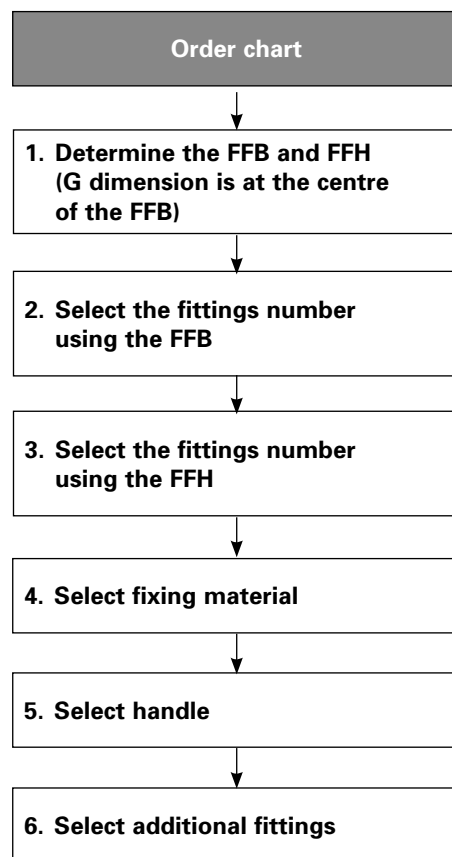 Order chart
1. Determine the FFB and FFH
(G dimension is at the centre
of the FFB)
2. Select the fittings number
using the FFB
3. Select the fittings number
using the FFH
4. Select fixing material
5. Select handle
6. Select additional fittings